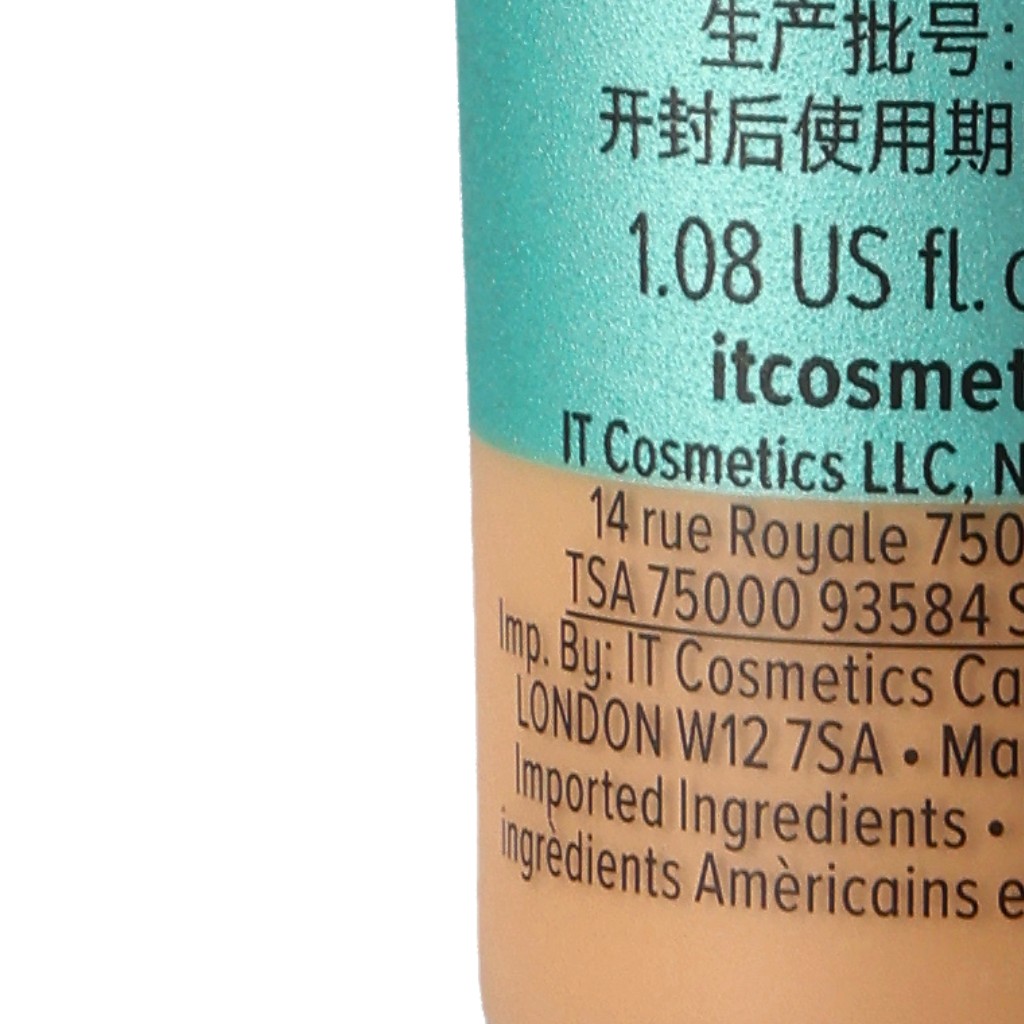 生产批号:
开封后使用期
1.08 US fl.
itcosmet
IT Cosmetics LLC, N
14 rue Royale 750
TSA 75000 93584 S
Imp. By: IT Cosmetics Ca
LONDON W12 7SA • Ma
Imported Ingredients •
ingrèdients Amèricains e